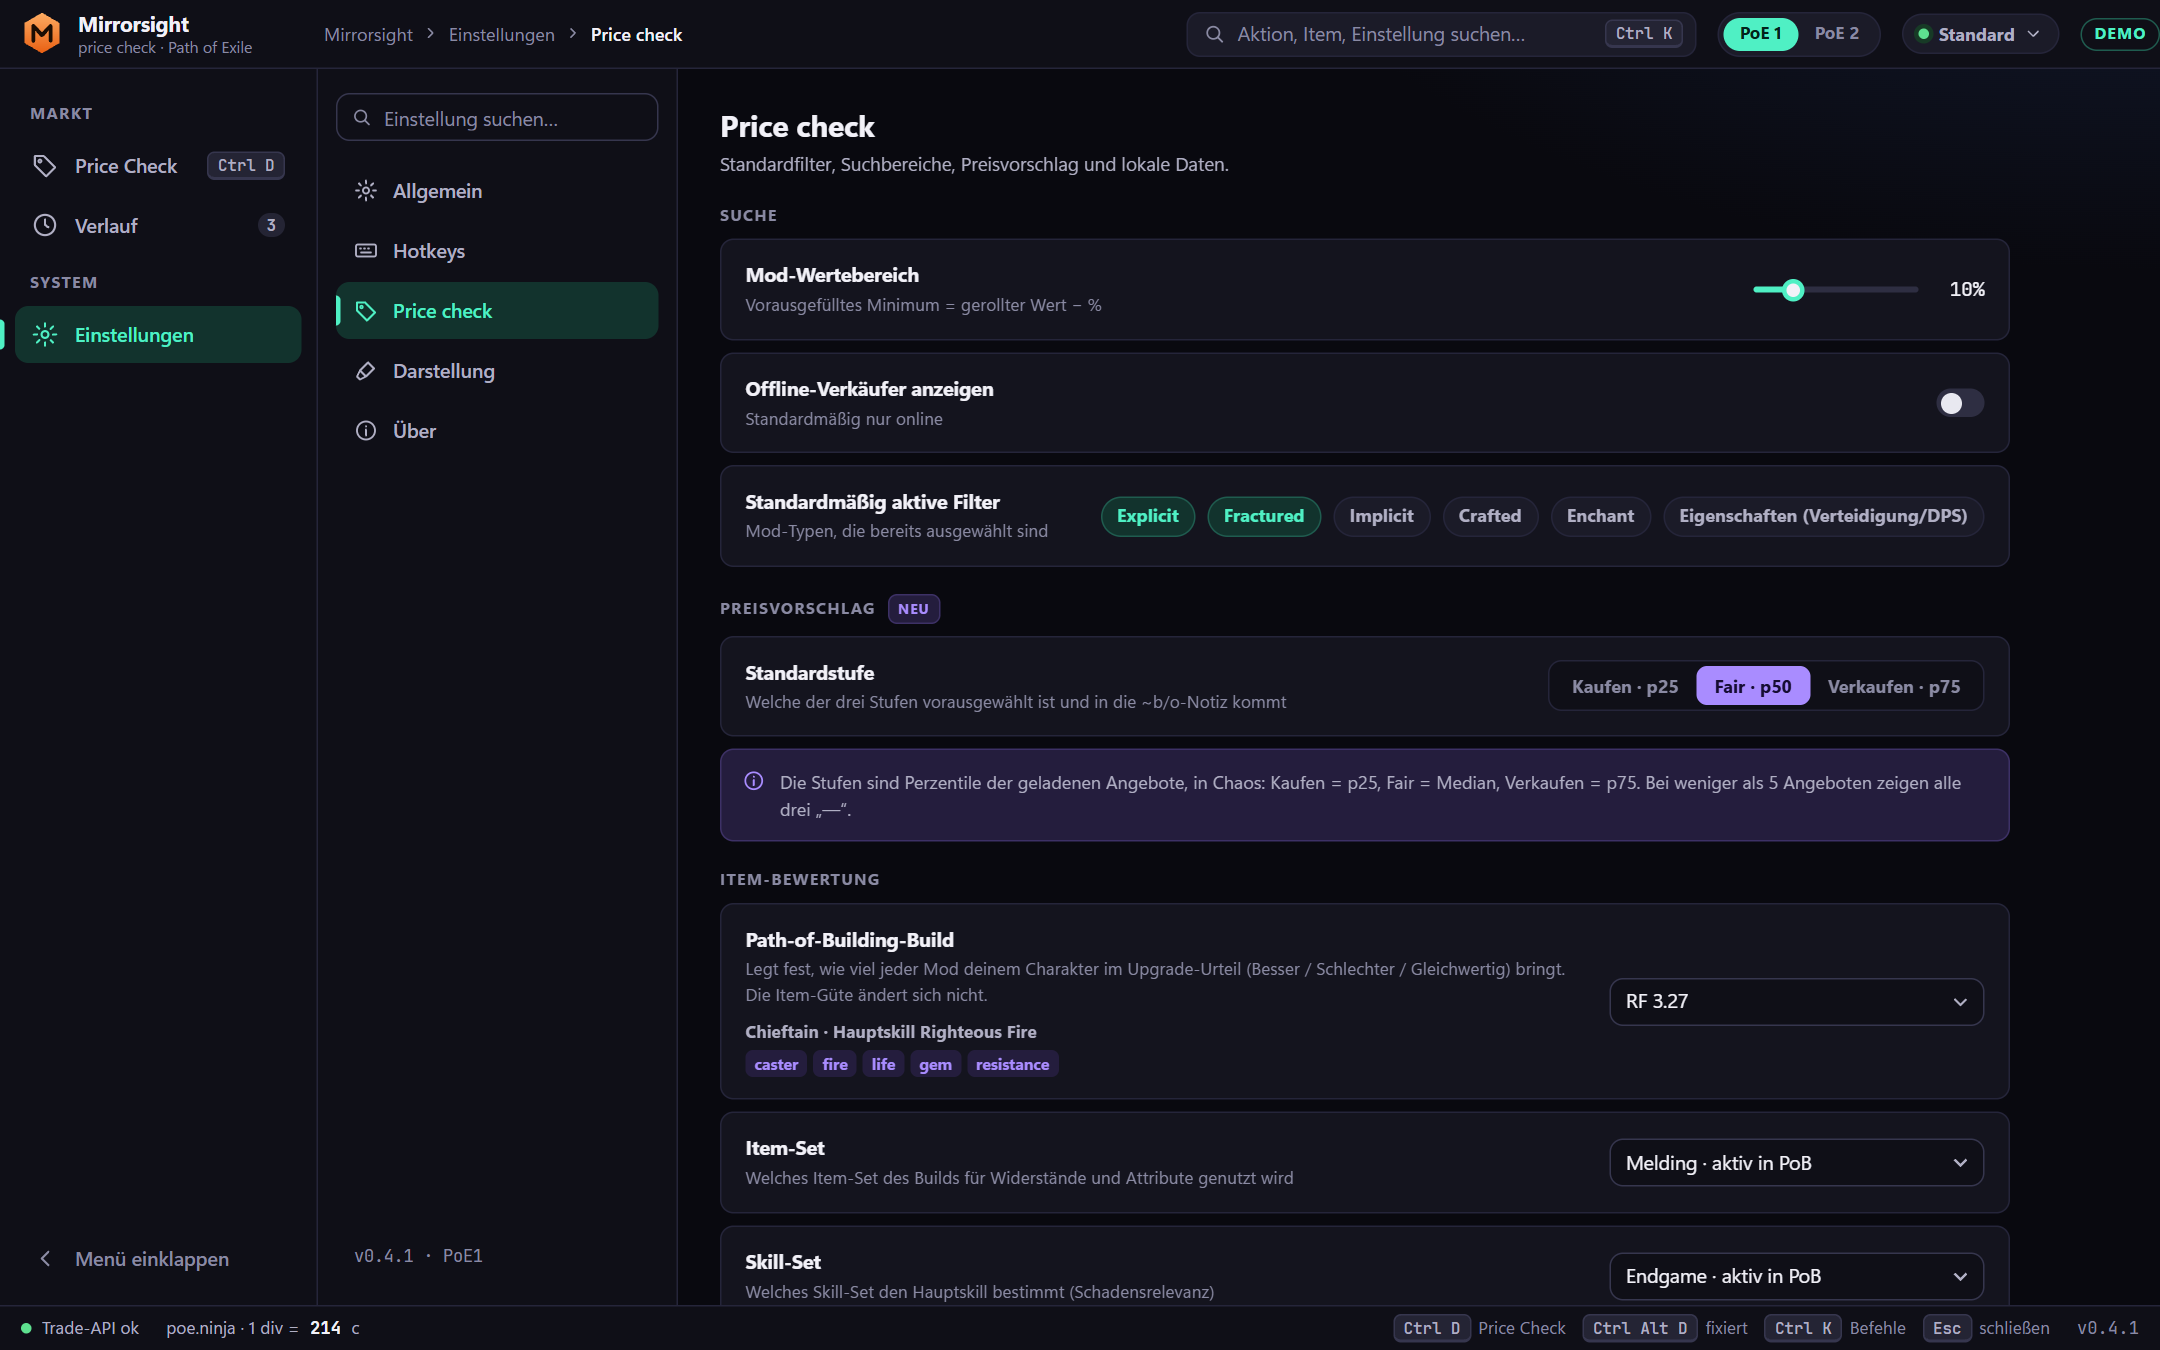 Mirrorsight
price check · Path of Exile
Mirrorsight > Einstellungen > Price check
Aktion, Item, Einstellung suchen... Ctrl K
PoE 1 PoE 2
Standard
DEMO
MARKT
Price Check Ctrl D
Verlauf 3
SYSTEM
Einstellungen
Menü einklappen
Einstellung suchen...
Allgemein
Hotkeys
Price check
Darstellung
Über
v0.4.1 · PoE1
Price check
Standardfilter, Suchbereiche, Preisvorschlag und lokale Daten.
SUCHE
Mod-Wertebereich
Vorausgefülltes Minimum = gerollter Wert − %
10%
Offline-Verkäufer anzeigen
Standardmäßig nur online
Standardmäßig aktive Filter
Mod-Typen, die bereits ausgewählt sind
Explicit Fractured Implicit Crafted Enchant Eigenschaften (Verteidigung/DPS)
PREISVORSCHLAG NEU
Standardstufe
Welche der drei Stufen vorausgewählt ist und in die ~b/o-Notiz kommt
Kaufen · p25 Fair · p50 Verkaufen · p75
Die Stufen sind Perzentile der geladenen Angebote, in Chaos: Kaufen = p25, Fair = Median, Verkaufen = p75. Bei weniger als 5 Angeboten zeigen alle
drei „—“.
ITEM-BEWERTUNG
Path-of-Building-Build
Legt fest, wie viel jeder Mod deinem Charakter im Upgrade-Urteil (Besser / Schlechter / Gleichwertig) bringt.
Die Item-Güte ändert sich nicht.
Chieftain · Hauptskill Righteous Fire
caster fire life gem resistance
RF 3.27
Item-Set
Welches Item-Set des Builds für Widerstände und Attribute genutzt wird
Melding · aktiv in PoB
Skill-Set
Welches Skill-Set den Hauptskill bestimmt (Schadensrelevanz)
Endgame · aktiv in PoB
Trade-API ok poe.ninja · 1 div = 214 c
Ctrl D Price Check Ctrl Alt D fixiert Ctrl K Befehle Esc schließen v0.4.1